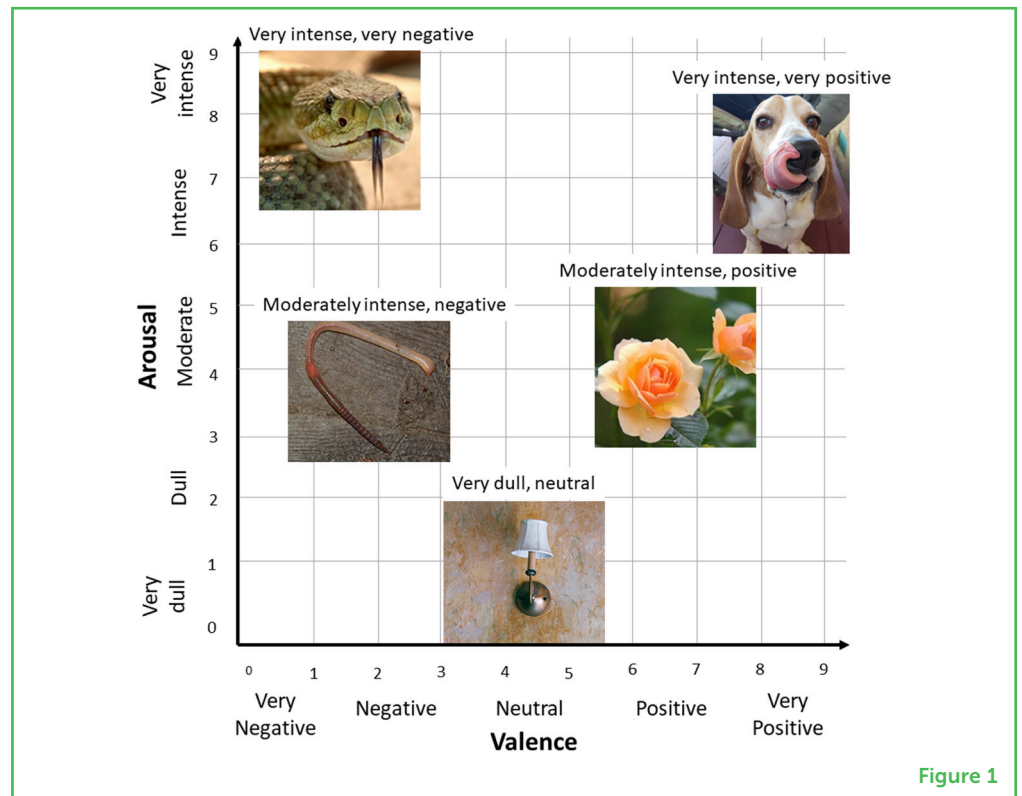 Very intense, very negative
Very intense, very positive
Moderately intense, positive
Moderately intense, negative
Very dull, neutral
Arousal
Very
intense
Intense
Moderate
Dull
Very
dull
9
8
7
6
5
4
3
2
1
0
0 1 2 3 4 5 6 7 8 9
Very
Negative
Negative
Neutral
Positive
Very
Positive
Valence
Figure 1